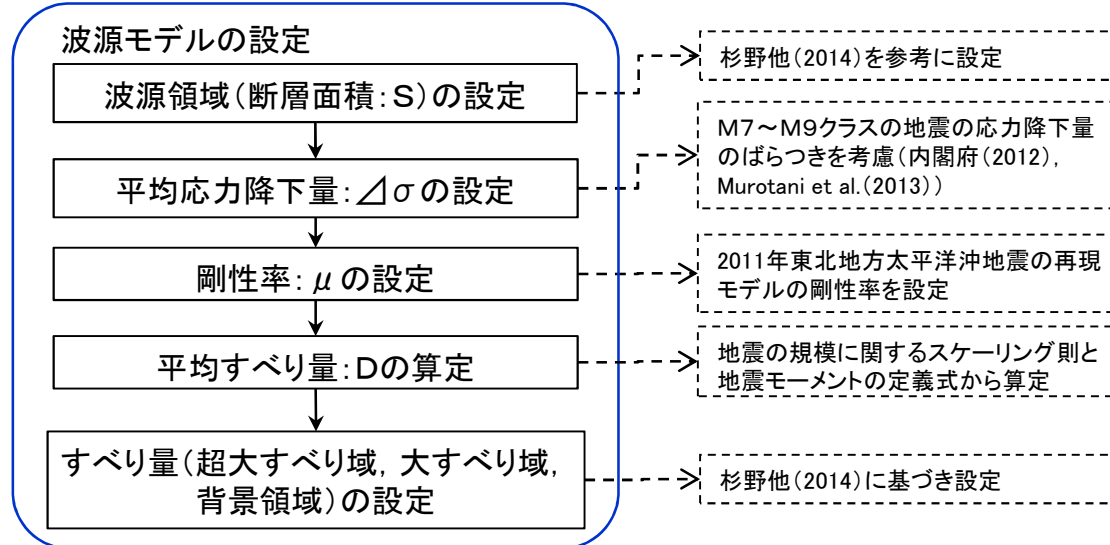 波源モデルの設定
波源領域(断層面積:S)の設定
杉野他(2014)を参考に設定
平均応力降下量:⊿σの設定
M7~M9クラスの地震の応力降下量
のばらつきを考慮(内閣府(2012),
Murotani et al.(2013))
剛性率:μの設定
2011年東北地方太平洋沖地震の再現
モデルの剛性率を設定
平均すべり量:Dの算定
地震の規模に関するスケーリング則と
地震モーメントの定義式から算定
すべり量(超大すべり域, 大すべり域,
背景領域)の設定
杉野他(2014)に基づき設定